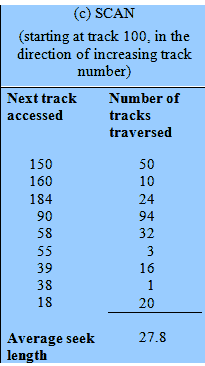 (c) SCAN
(starting at track 100, in the
direction of increasing track
number)
Next track Number of
accessed tracks
traversed
150 50
160 10
184 24
90 94
58 32
55 3
39 16
38 1
18 20
Average seek 27.8
length